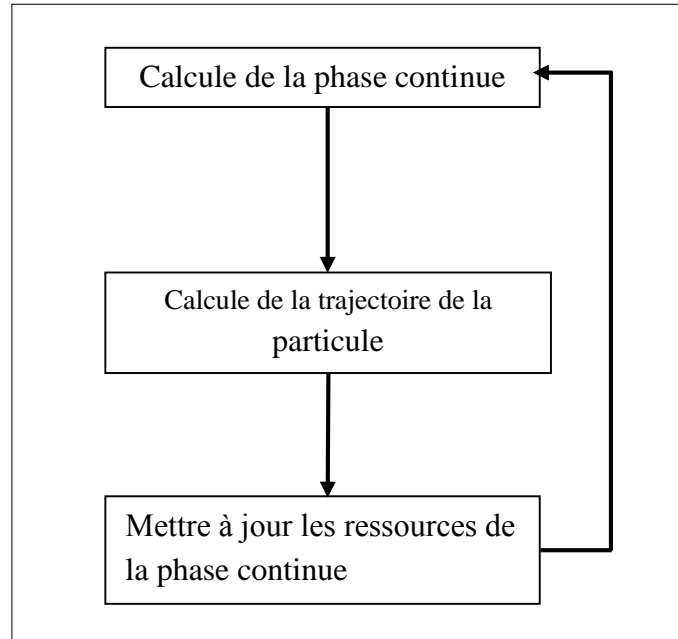 Calcule de la phase continue
Calcule de la trajectoire de la
particule
Mettre à jour les ressources de
la phase continue